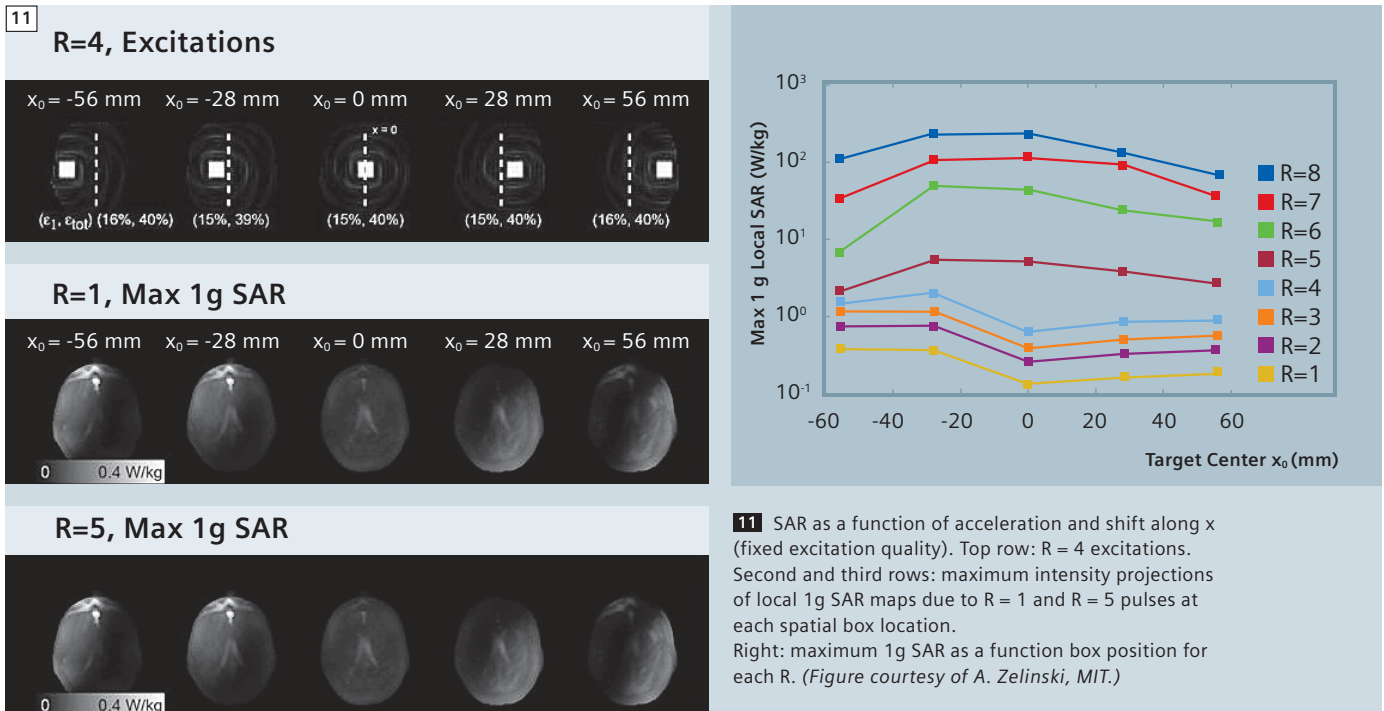 11
R=4, Excitations
x₀ = -56 mm x₀ = -28 mm x₀ = 0 mm x₀ = 28 mm x₀ = 56 mm
x = 0
(ε₁, εtot) (16%, 40%) (15%, 39%) (15%, 40%) (15%, 40%) (16%, 40%)
R=1, Max 1g SAR
x₀ = -56 mm x₀ = -28 mm x₀ = 0 mm x₀ = 28 mm x₀ = 56 mm
0 0.4 W/kg
R=5, Max 1g SAR
0 0.4 W/kg
Max 1 g Local SAR (W/kg)
10³
10²
10¹
10⁰
10⁻¹
-60 -40 -20 0 20 40 60
Target Center x₀ (mm)
R=8
R=7
R=6
R=5
R=4
R=3
R=2
R=1
11 SAR as a function of acceleration and shift along x
(fixed excitation quality). Top row: R = 4 excitations.
Second and third rows: maximum intensity projections
of local 1g SAR maps due to R = 1 and R = 5 pulses at
each spatial box location.
Right: maximum 1g SAR as a function box position for
each R. (Figure courtesy of A. Zelinski, MIT.)